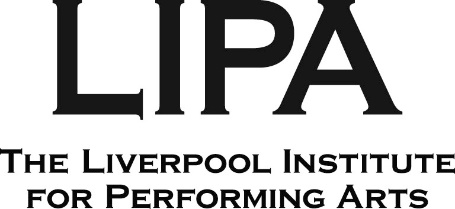 LIPA
The Liverpool Institute
for Performing Arts